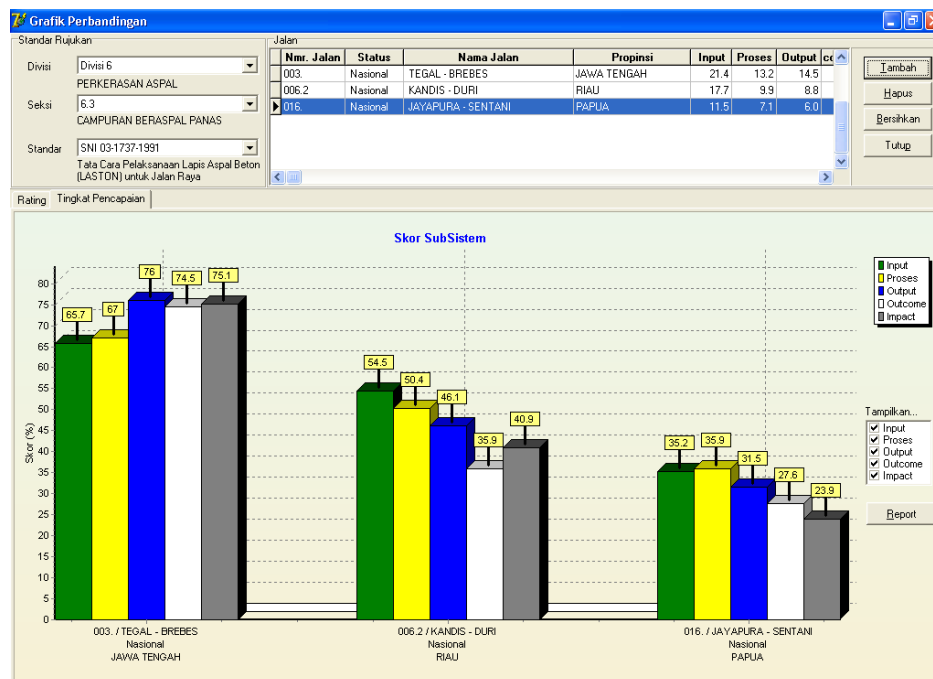 Grafik Perbandingan
Standar Rujukan
Divisi Divisi 6
PERKERASAN ASPAL
Seksi 6.3
CAMPURAN BERASPAL PANAS
Standar SNI 03-1737-1991
Tata Cara Pelaksanaan Lapis Aspal Beton
(LASTON) untuk Jalan Raya
Jalan
Nmr. Jalan Status Nama Jalan Propinsi Input Proses Output
003. Nasional TEGAL - BREBES JAWA TENGAH 21.4 13.2 14.5
006.2 Nasional KANDIS - DURI RIAU 17.7 9.9 8.8
016. Nasional JAYAPURA - SENTANI PAPUA 11.5 7.1 6.0
Tambah
Hapus
Bersihkan
Tutup
Rating Tingkat Pencapaian
Skor SubSistem
Skor (%)
80
75
70
65
60
55
50
45
40
35
30
25
20
15
10
5
0
65.7 67 76 74.5 75.1
54.5 50.4 46.1 35.9 40.9
35.2 35.9 31.5 27.6 23.9
003. / TEGAL - BREBES
Nasional
JAWA TENGAH
006.2 / KANDIS - DURI
Nasional
RIAU
016. / JAYAPURA - SENTANI
Nasional
PAPUA
Input
Proses
Output
Outcome
Impact
Tampilkan...
Input
Proses
Output
Outcome
Impact
Report